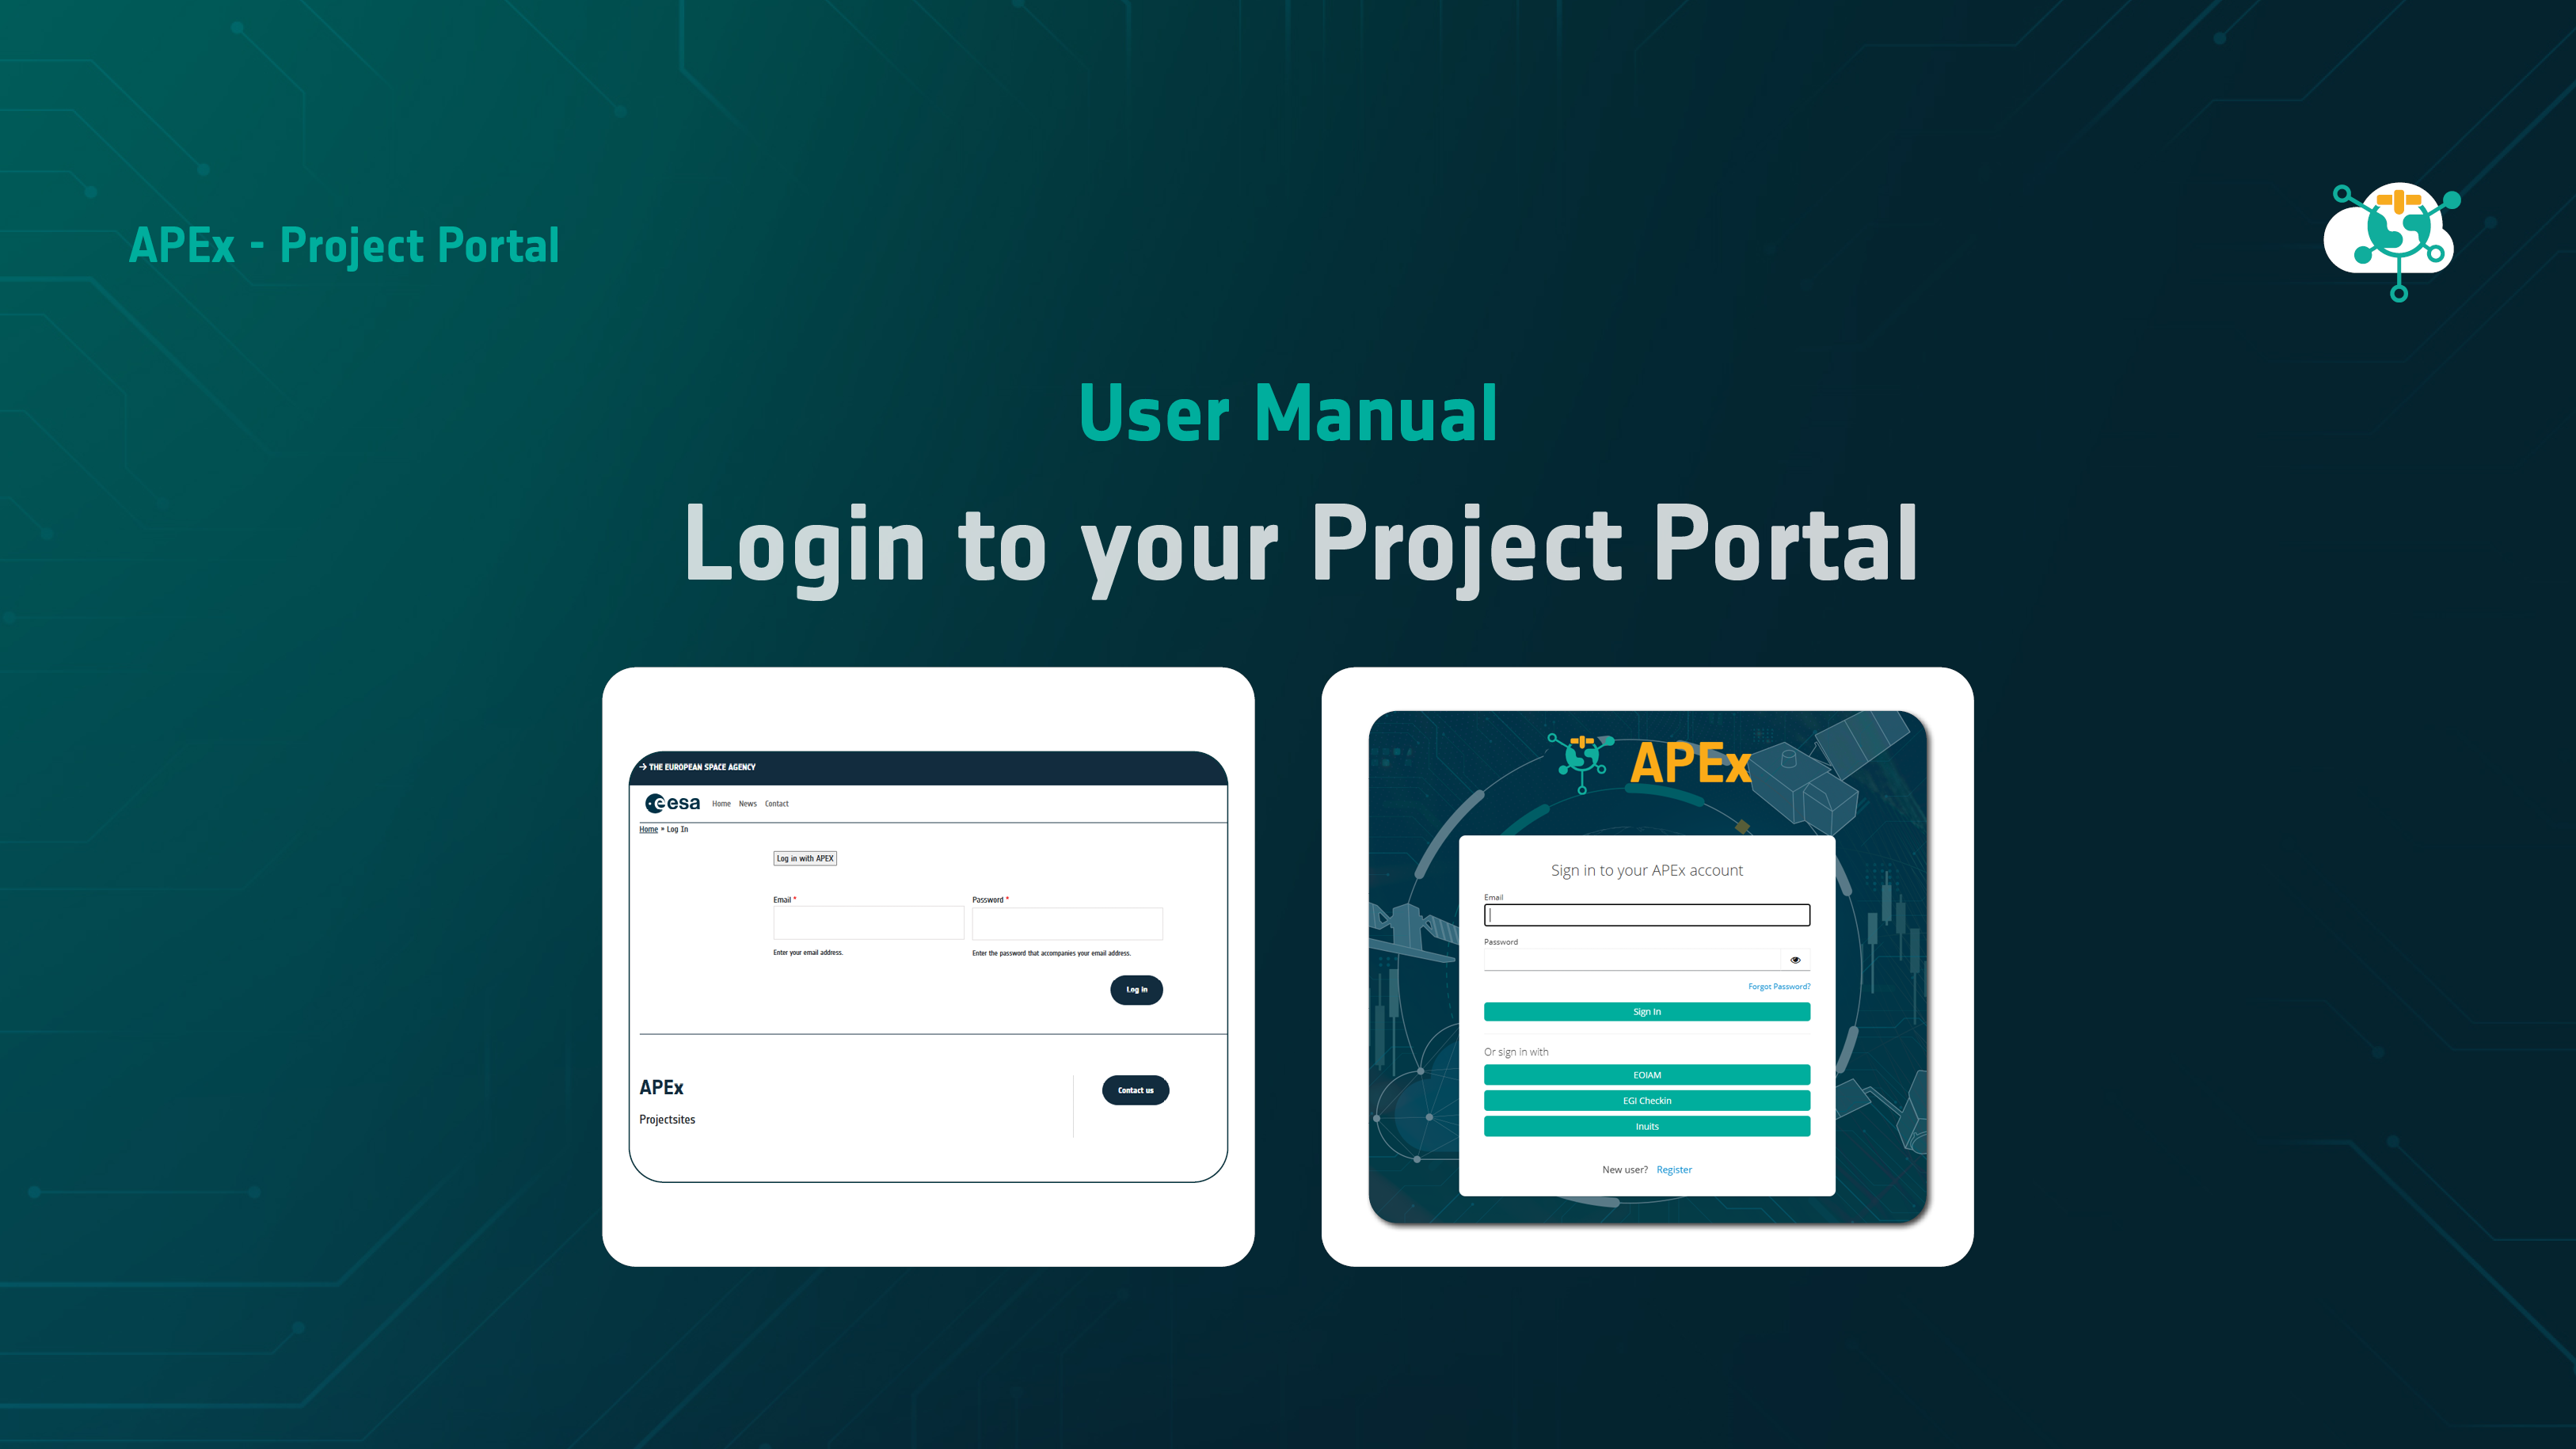 APEx - Project Portal
User Manual
Login to your Project Portal
THE EUROPEAN SPACE AGENCY
esa Home News Contact
Home » Log In
Log in with APEX
Email * Password *
Enter your email address. Enter the password that accompanies your email address.
Log in
APEx
Contact us
Projectsites
APEx
Sign in to your APEx account
Email
Password
Forgot Password?
Sign In
Or sign in with
EOIAM
EGI Checkin
Inuits
New user? Register